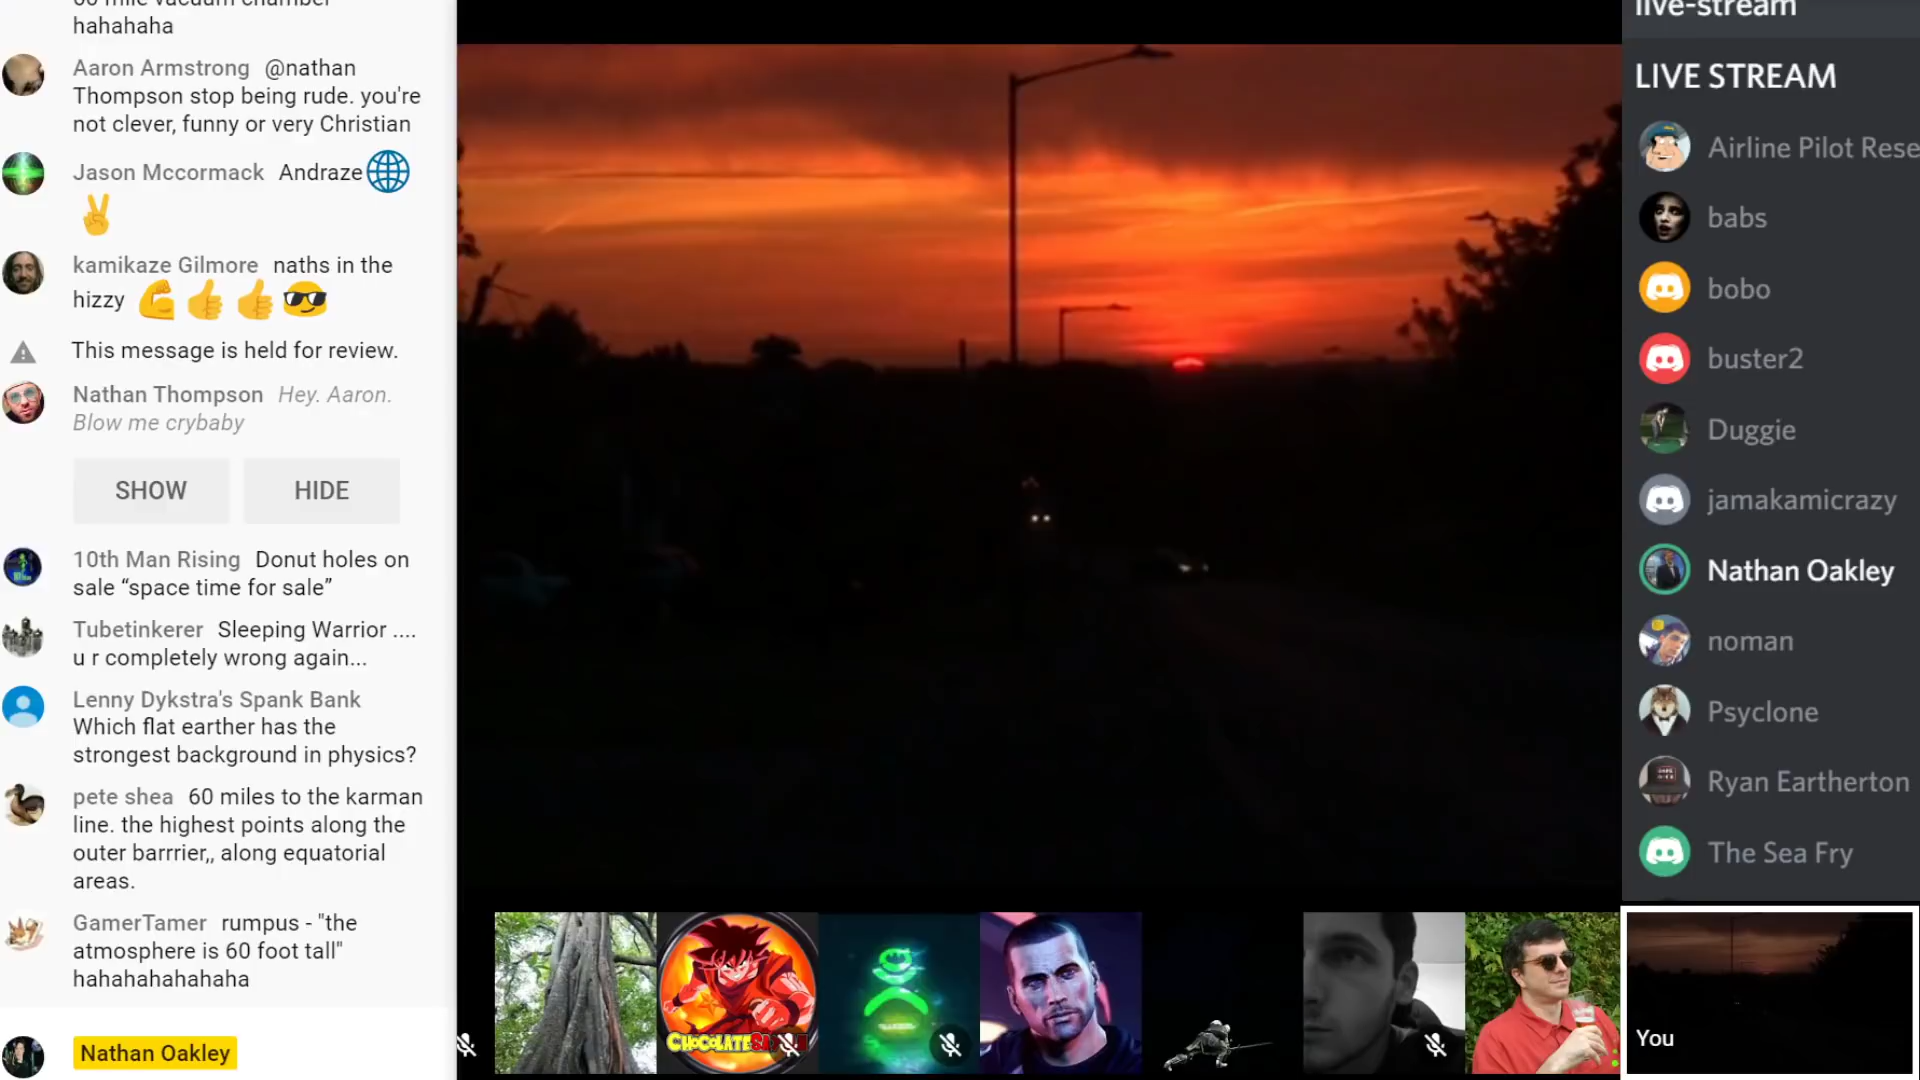 60 mile vacuum chamber
hahahaha
Aaron Armstrong @nathan
Thompson stop being rude. you're
not clever, funny or very Christian
Jason Mccormack Andraze
kamikaze Gilmore naths in the
hizzy
This message is held for review.
Nathan Thompson Hey. Aaron.
Blow me crybaby
SHOW HIDE
10th Man Rising Donut holes on
sale “space time for sale”
Tubetinkerer Sleeping Warrior ....
u r completely wrong again...
Lenny Dykstra's Spank Bank
Which flat earther has the
strongest background in physics?
pete shea 60 miles to the karman
line. the highest points along the
outer barrrier,, along equatorial
areas.
GamerTamer rumpus - "the
atmosphere is 60 foot tall"
hahahahahahaha
Nathan Oakley
CHOCOLATE
You
live-stream
LIVE STREAM
Airline Pilot Rese
babs
bobo
buster2
Duggie
jamakamicrazy
Nathan Oakley
noman
Psyclone
Ryan Eartherton
The Sea Fry